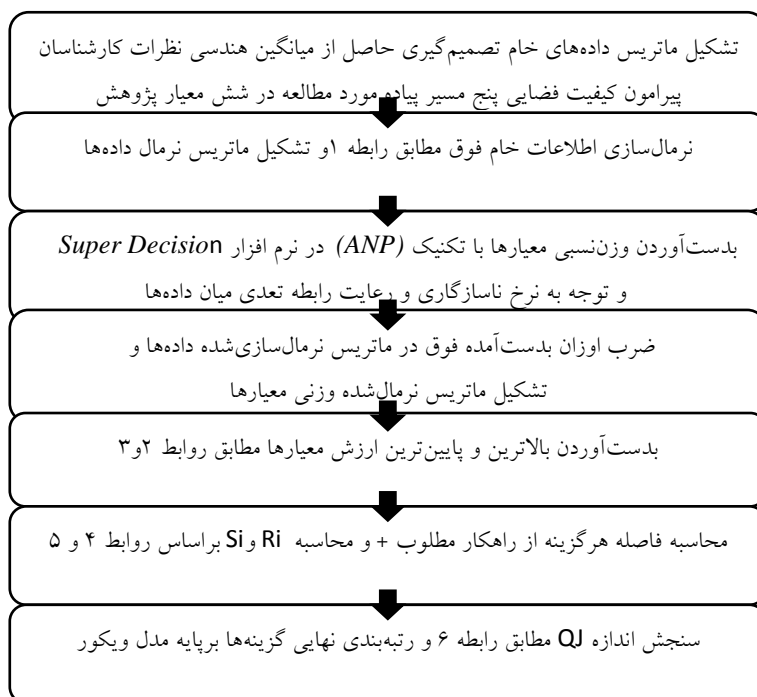 تشکیل ماتریس داده‌های خام تصمیم‌گیری حاصل از میانگین هندسی نظرات کارشناسان
پیرامون کیفیت فضایی پنج مسیر پیاده مورد مطالعه در شش معیار پژوهش
نرمال‌سازی اطلاعات خام فوق مطابق رابطه ۱و تشکیل ماتریس نرمال داده‌ها
بدست‌آوردن وزن‌نسبی معیارها با تکنیک (ANP) در نرم افزار Super Decision
و توجه به نرخ ناسازگاری و رعایت رابطه تعدی میان داده‌ها
ضرب اوزان بدست‌آمده فوق در ماتریس نرمال‌سازی‌شده داده‌ها و
تشکیل ماتریس نرمال‌شده وزنی معیارها
بدست‌آوردن بالاترین و پایین‌ترین ارزش معیارها مطابق روابط ۲و۳
محاسبه فاصله هرگزینه از راهکار مطلوب + و محاسبه Ri وSi براساس روابط ۴ و ۵
سنجش اندازه QJ مطابق رابطه ۶ و رتبه‌بندی نهایی گزینه‌ها برپایه مدل ویکور